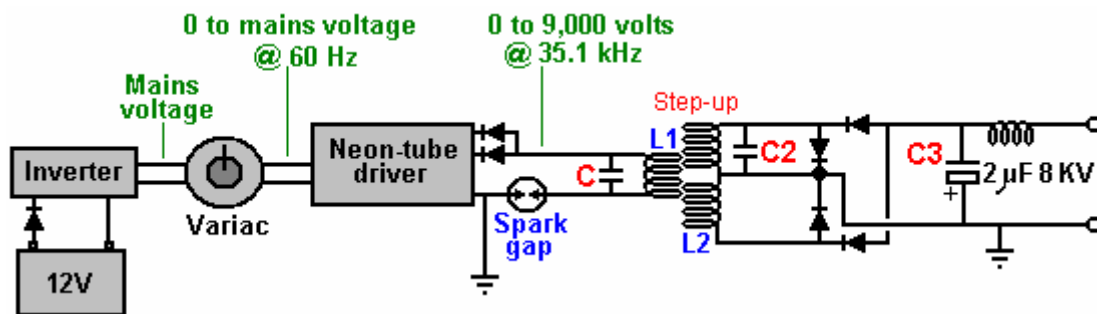 0 to mains voltage
@ 60 Hz
0 to 9,000 volts
@ 35.1 kHz
Mains
voltage
Step-up
Inverter
Variac
Neon-tube
driver
C
Spark
gap
L1
L2
C2
C3
2 µF 8 KV
+
12V